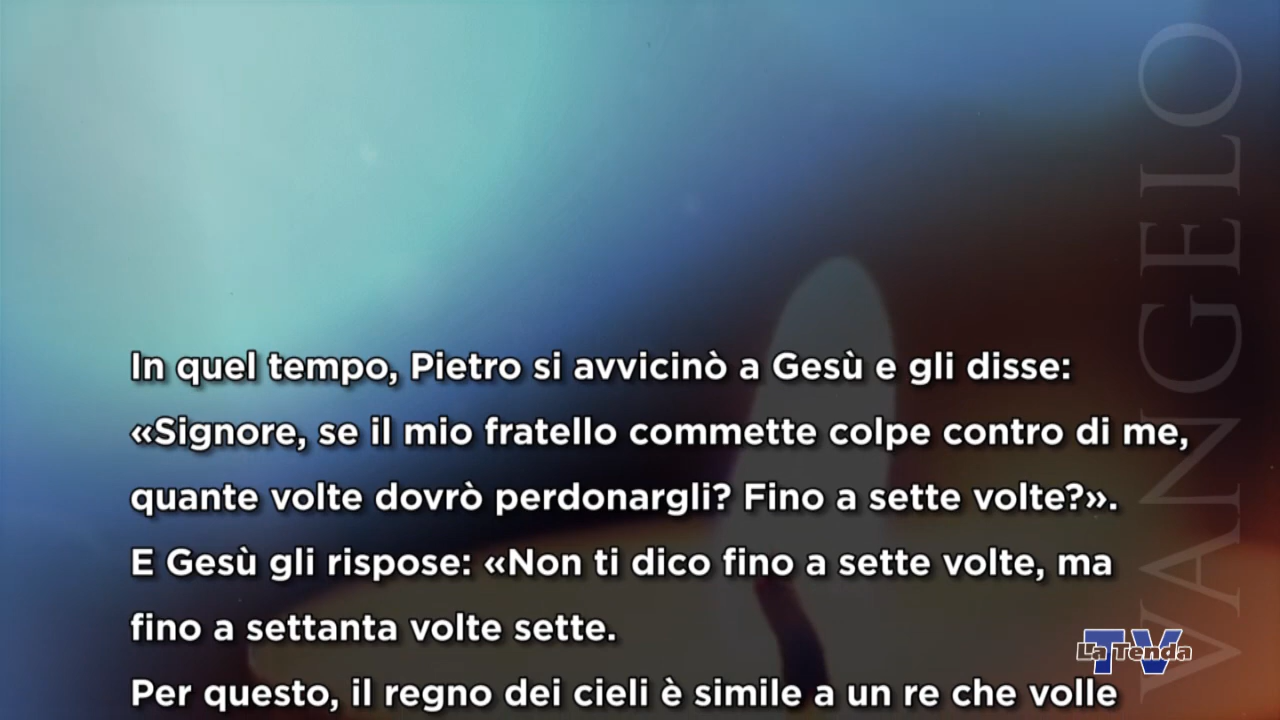 In quel tempo, Pietro si avvicinò a Gesù e gli disse:
«Signore, se il mio fratello commette colpe contro di me,
quante volte dovrò perdonargli? Fino a sette volte?».
E Gesù gli rispose: «Non ti dico fino a sette volte, ma
fino a settanta volte sette.
Per questo, il regno dei cieli è simile a un re che volle
VANGELO
TV
La Tenda